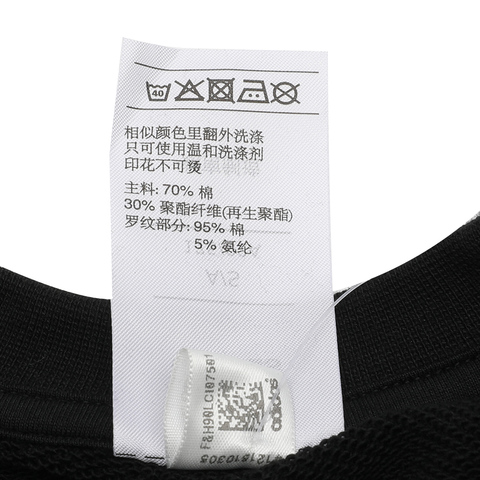 40
相似颜色里翻外洗涤
只可使用温和洗涤剂
印花不可烫
主料: 70% 棉
30% 聚酯纤维(再生聚酯)
罗纹部分: 95% 棉
5% 氨纶
A/S
adidas